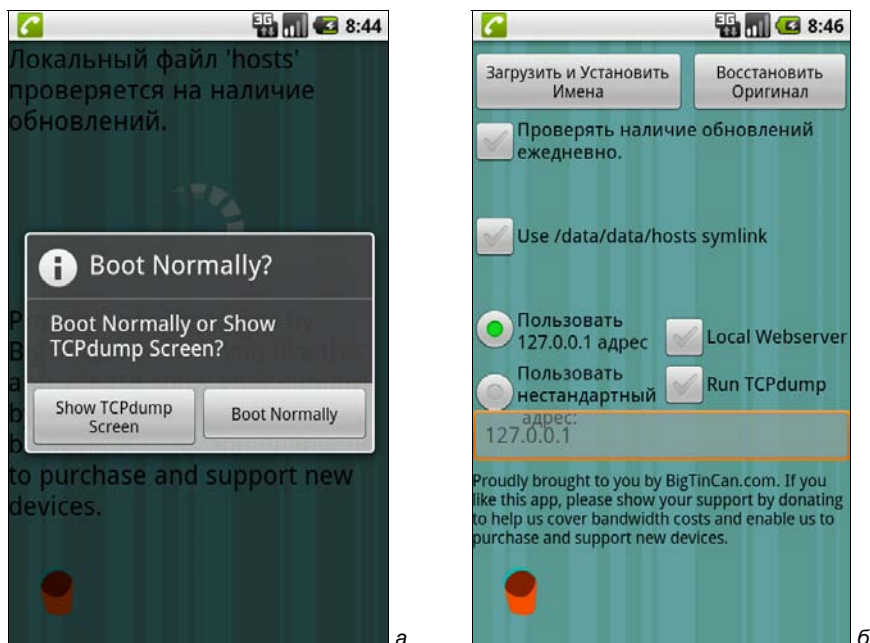 3G 8:44
Локальный файл 'hosts'
проверяется на наличие
обновлений.
Boot Normally?
Boot Normally or Show
TCPdump Screen?
Show TCPdump
Screen
Boot Normally
to purchase and support new
devices.
а
3G 8:46
Загрузить и Установить
Имена
Восстановить
Оригинал
Проверять наличие обновлений
ежедневно.
Use /data/data/hosts symlink
Пользовать
127.0.0.1 адрес
Local Webserver
Пользовать
нестандартный
адрес:
Run TCPdump
127.0.0.1
Proudly brought to you by BigTinCan.com. If you
like this app, please show your support by donating
to help us cover bandwidth costs and enable us to
purchase and support new devices.
б